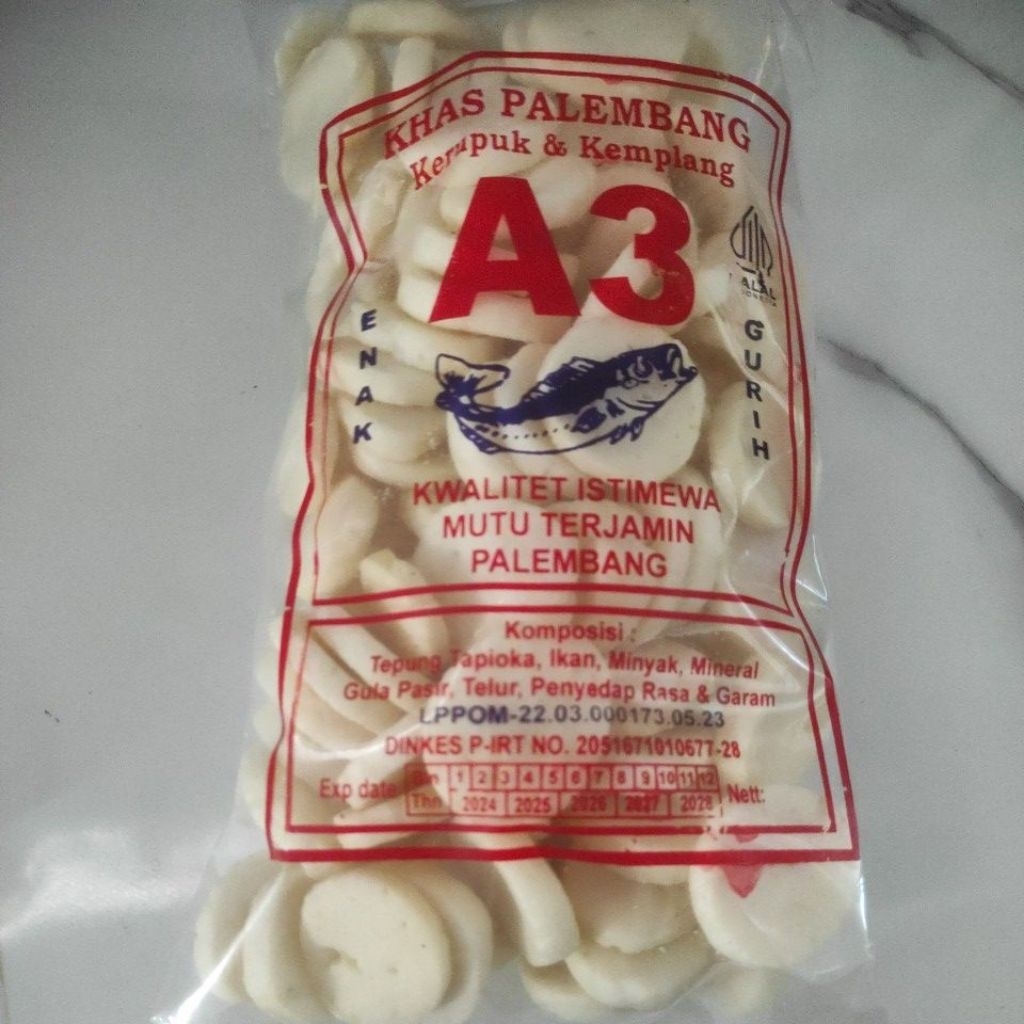 KHAS PALEMBANG
Kerupuk & Kemplang
A3
ENAK
GURIH
KWALITET ISTIMEWA
MUTU TERJAMIN
PALEMBANG
Komposisi :
Tepung Tapioka, Ikan, Minyak, Mineral
Gula Pasir, Telur, Penyedap Rasa & Garam
LPPOM-22.03.000173.05.23
DINKES P-IRT NO. 2051671010677-28
Exp date Bln 1 2 3 4 5 6 7 8 9 10 11 12 Nett:
Thn 2024 2025 2026 2027 2028